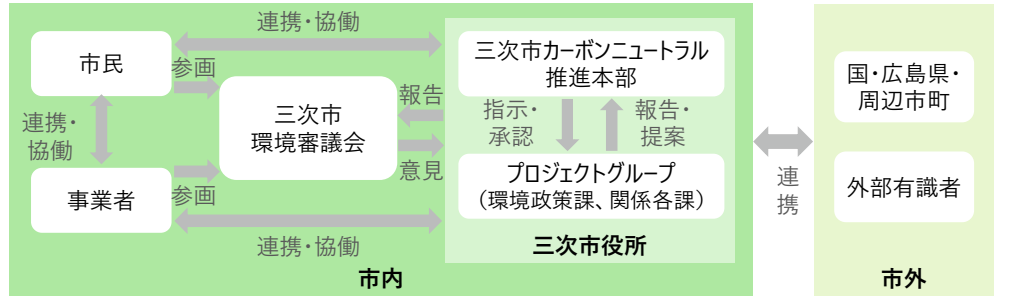 連携・協働
市民
参画
三次市
環境審議会
連携・
協働
事業者
参画
連携・協働
報告
意見
三次市カーボンニュートラル
推進本部
指示・
承認
報告・
提案
プロジェクトグループ
（環境政策課、関係各課）
三次市役所
市内
連
携
国・広島県・
周辺市町
外部有識者
市外